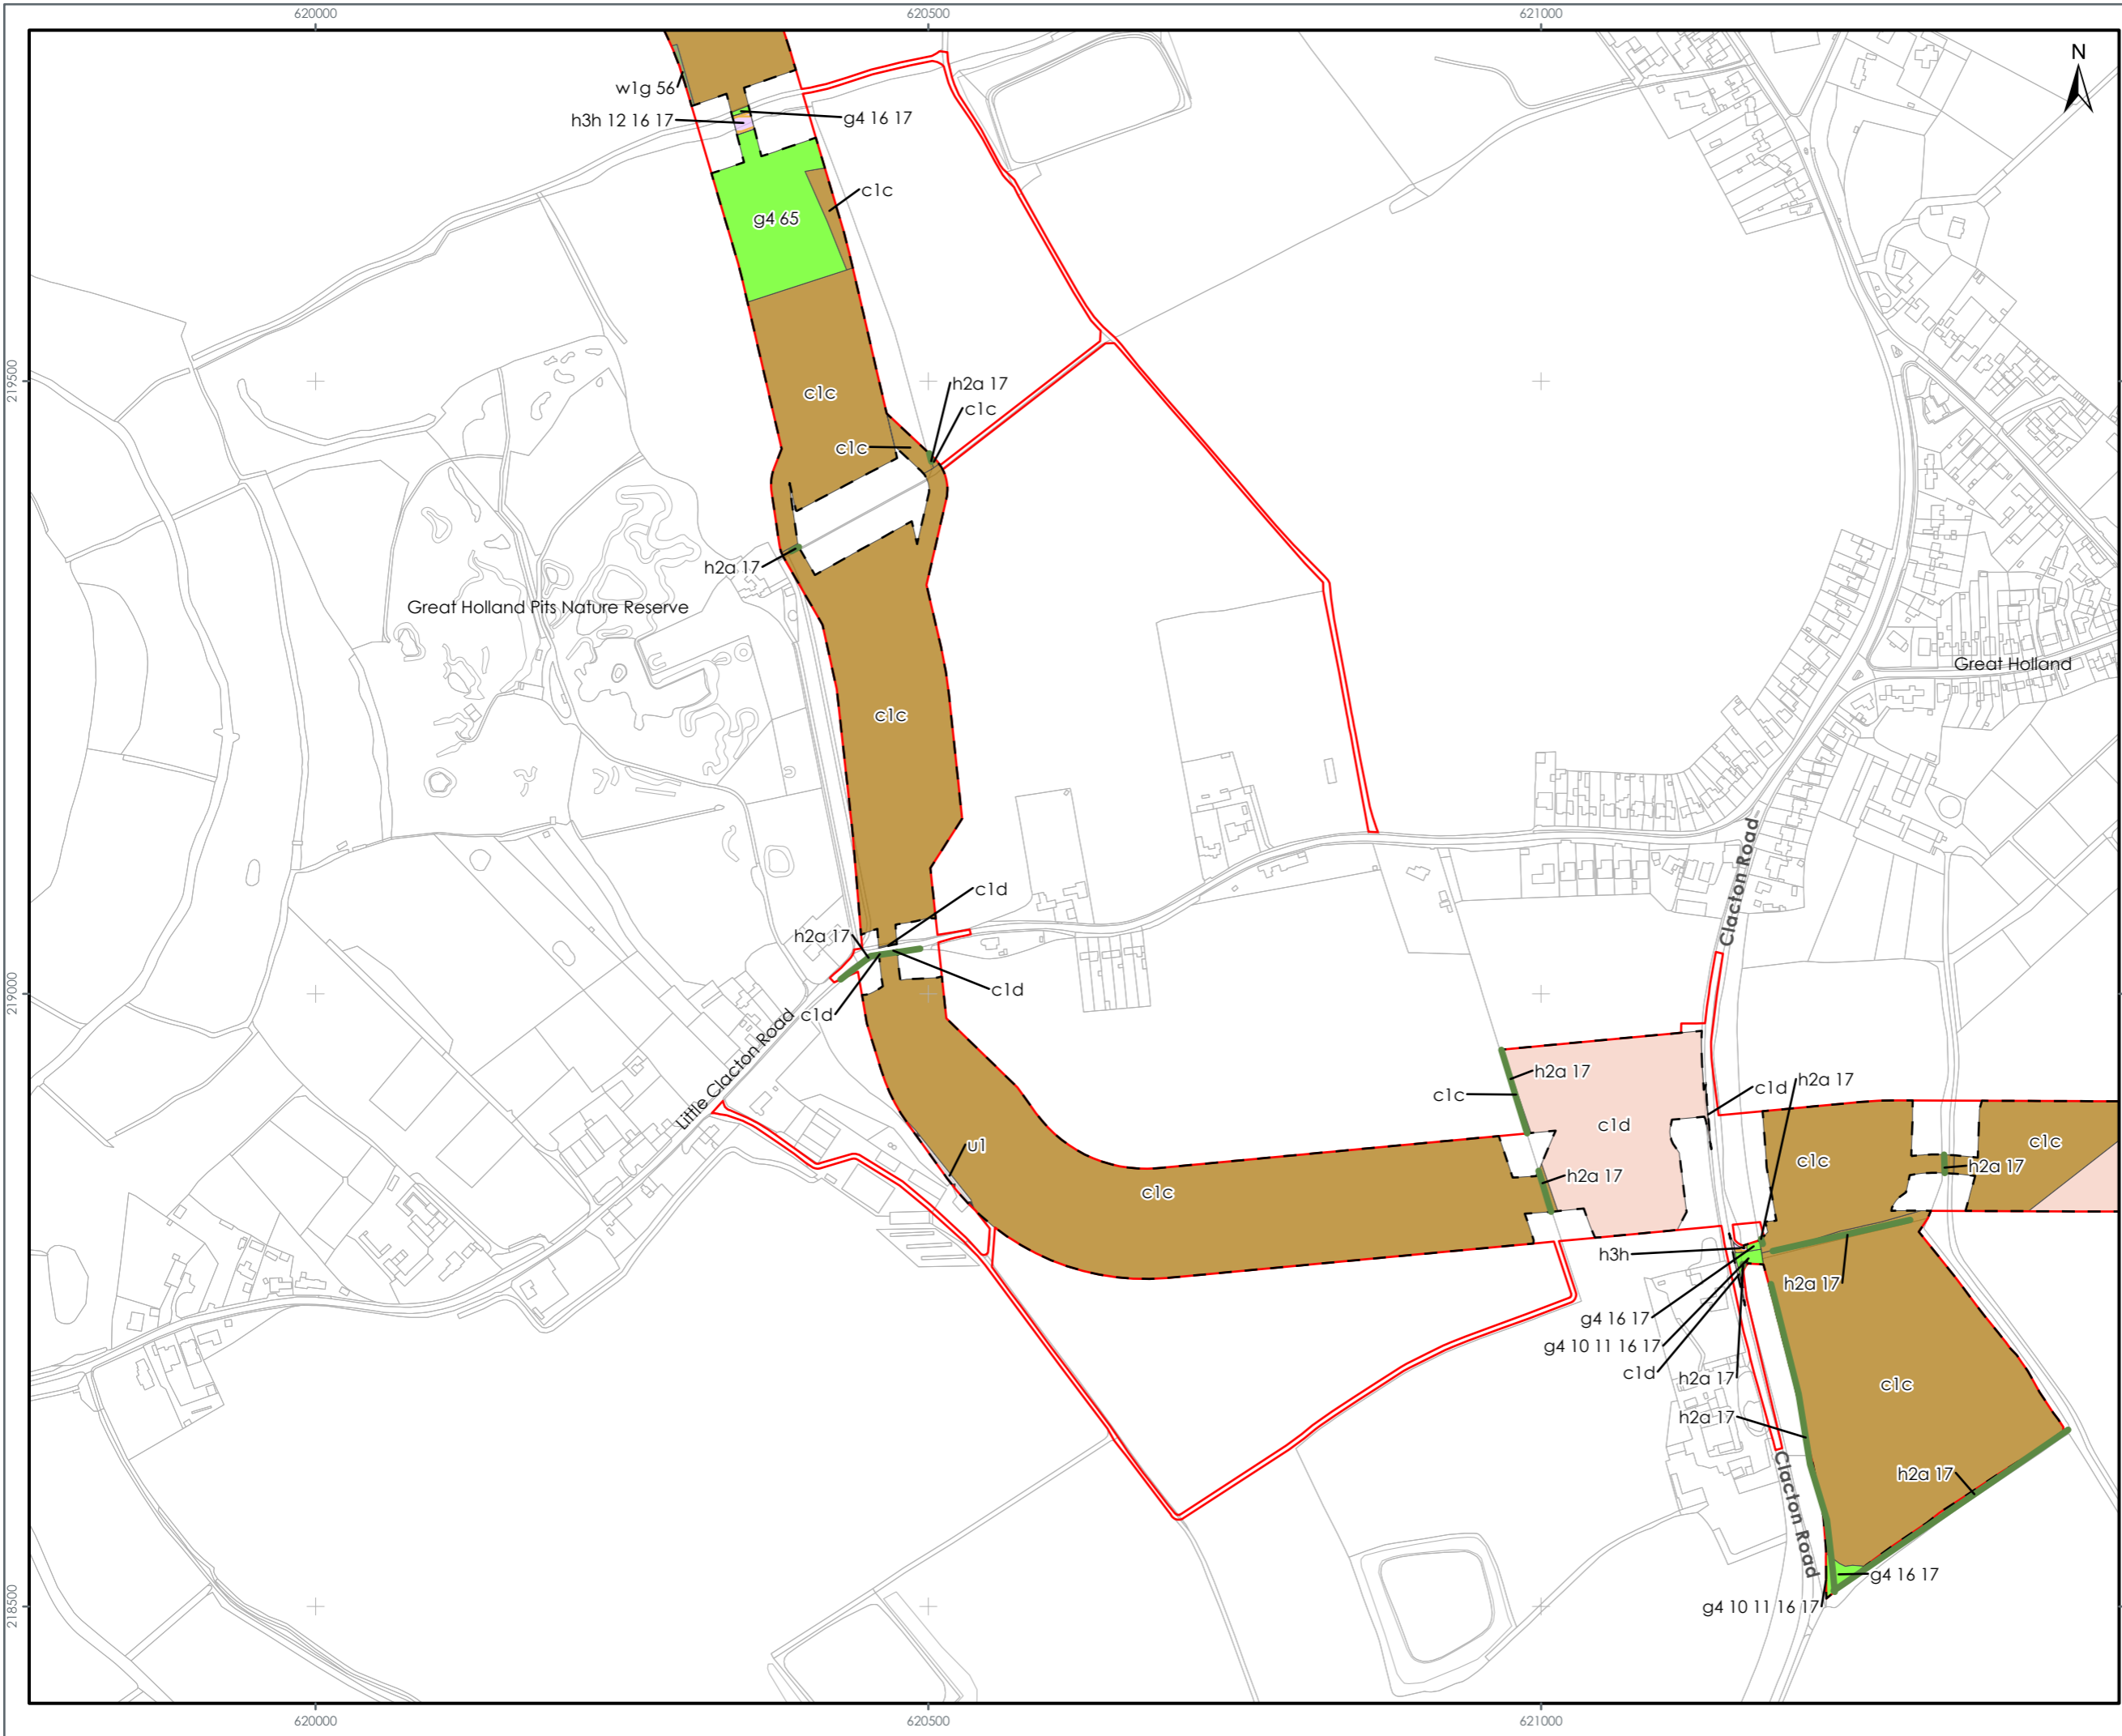 620000
620500
621000
N
w1g 56
h3h 12 16 17
g4 16 17
c1c
g4 65
219500
h2a 17
c1c
c1c
c1c
h2a 17
Great Holland Pits Nature Reserve
Great Holland
c1c
Clacton Road
c1d
h2a 17
c1d
219000
c1d
Little Clacton Road
h2a 17
c1c
c1d
h2a 17
c1d
c1c
c1c
h2a 17
u1
h2a 17
c1c
h3h
h2a 17
g4 16 17
g4 10 11 16 17
c1d
h2a 17
c1c
h2a 17
h2a 17
Clacton Road
g4 16 17
g4 10 11 16 17
218500
620000
620500
621000